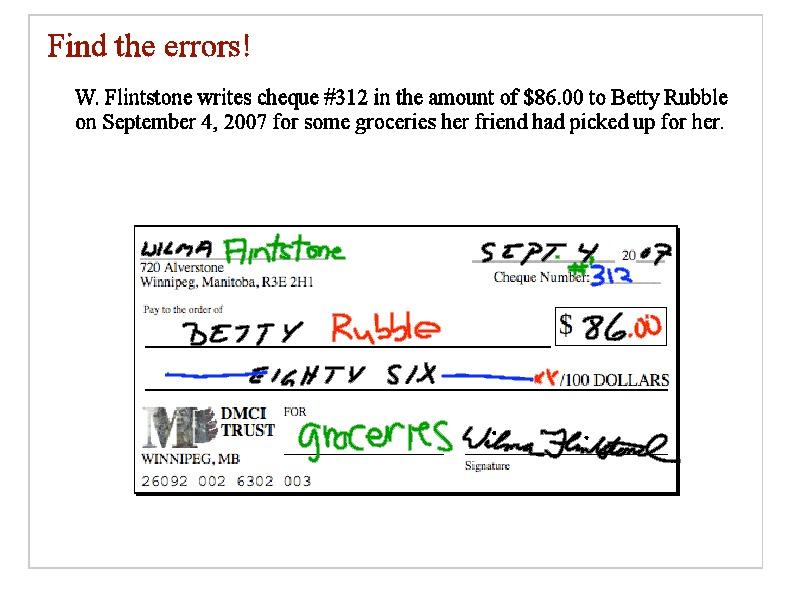 Find the errors!
W. Flintstone writes cheque #312 in the amount of $86.00 to Betty Rubble
on September 4, 2007 for some groceries her friend had picked up for her.
WILMA Flintstone SEPT. 4, 20 07
720 Alverstone
Winnipeg, Manitoba, R3E 2H1 Cheque Number: #312
Pay to the order of
BETTY Rubble $ 86.00
EIGHTY SIX xx/100 DOLLARS
DMCI FOR
TRUST groceries Wilma Flintstone
WINNIPEG, MB Signature
26092 002 6302 003